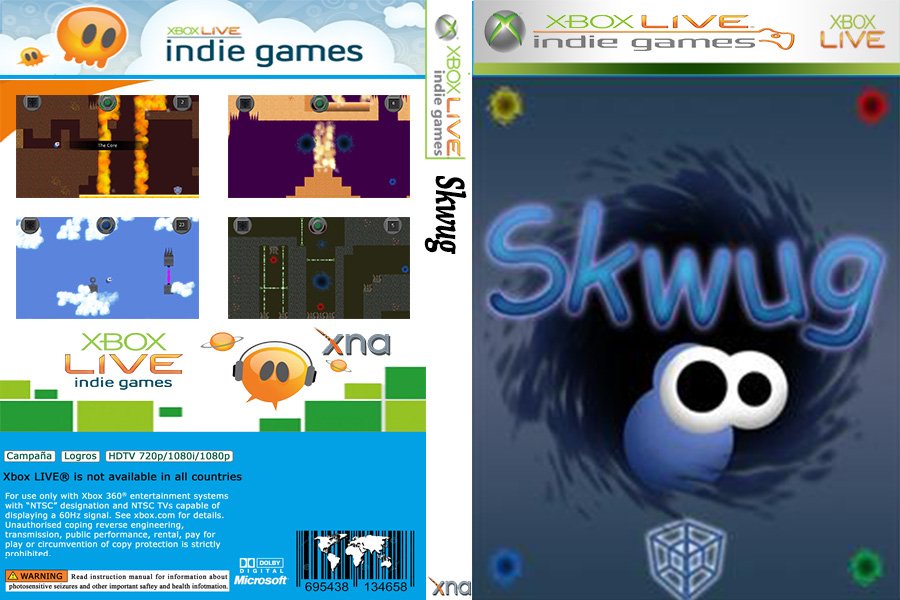 XBOX LIVE
indie games
The Core
7
4
23
5
XBOX
LIVE
indie games
xna
Campaña
Logros
HDTV 720p/1080i/1080p
Xbox LIVE® is not available in all countries
For use only with Xbox 360® entertainment systems
with “NTSC” designation and NTSC TVs capable of
displaying a 60Hz signal. See xbox.com for details.
Unauthorised coping reverse engineering,
transmission, public performance, rental, pay for
play or circumvention of copy protection is strictly
prohibited.
WARNING Read instruction manual for information about
photosensitive seizures and other important saftey and health infotmation.
DOLBY
DIGITAL
Microsoft®
695438 134658
XBOX LIVE
indie games
Skwug
xna
XBOX LIVE
indie games
XBOX
LIVE
Skwug